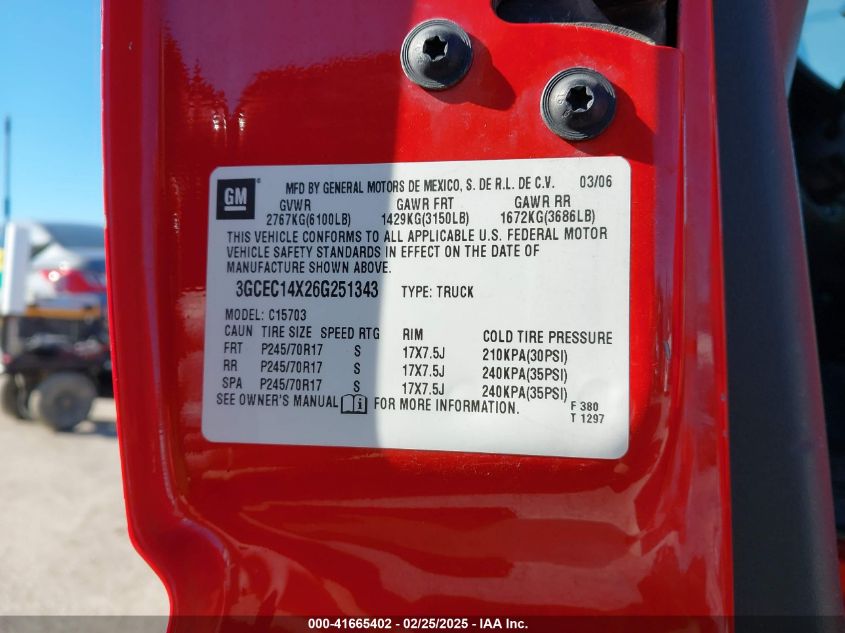 GM
MFD BY GENERAL MOTORS DE MEXICO, S. DE R.L. DE C.V. 03/06
GVWR GAWR FRT GAWR RR
2767KG(6100LB) 1429KG(3150LB) 1672KG(3686LB)
THIS VEHICLE CONFORMS TO ALL APPLICABLE U.S. FEDERAL MOTOR
VEHICLE SAFETY STANDARDS IN EFFECT ON THE DATE OF
MANUFACTURE SHOWN ABOVE.
3GCEC14X26G251343 TYPE: TRUCK
MODEL: C15703
CAUN TIRE SIZE SPEED RTG RIM COLD TIRE PRESSURE
FRT P245/70R17 S 17X7.5J 210KPA(30PSI)
RR P245/70R17 S 17X7.5J 240KPA(35PSI)
SPA P245/70R17 S 17X7.5J 240KPA(35PSI)
SEE OWNER'S MANUAL FOR MORE INFORMATION.
F 380
T 1297
000-41665402 / 02/25/2025 - IAA Inc.